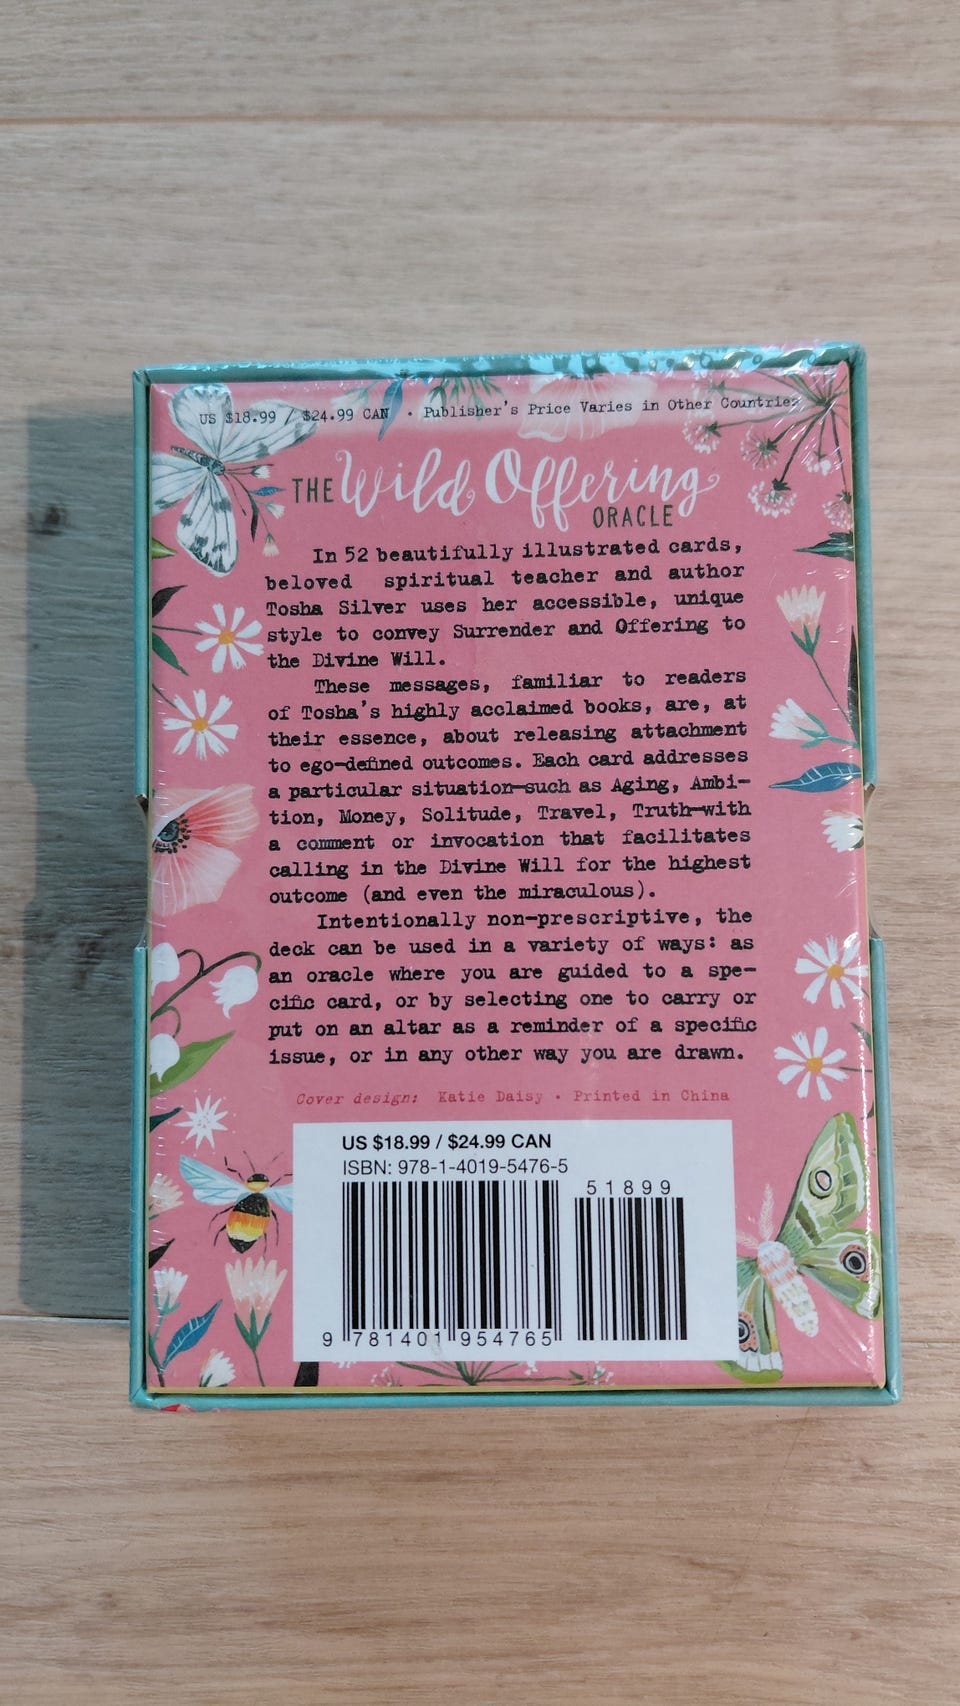 US $18.99 / $24.99 CAN • Publisher's Price Varies in Other Countries
THE Wild Offering
ORACLE
In 52 beautifully illustrated cards,
beloved spiritual teacher and author
Tosha Silver uses her accessible, unique
style to convey Surrender and Offering to
the Divine Will.
These messages, familiar to readers
of Tosha's highly acclaimed books, are, at
their essence, about releasing attachment
to ego-defined outcomes. Each card addresses
a particular situation—such as Aging, Ambi-
tion, Money, Solitude, Travel, Truth—with
a comment or invocation that facilitates
calling in the Divine Will for the highest
outcome (and even the miraculous).
Intentionally non-prescriptive, the
deck can be used in a variety of ways: as
an oracle where you are guided to a spe-
cific card, or by selecting one to carry or
put on an altar as a reminder of a specific
issue, or in any other way you are drawn.
Cover design: Katie Daisy • Printed in China
US $18.99 / $24.99 CAN
ISBN: 978-1-4019-5476-5
51899
9 781401 954765